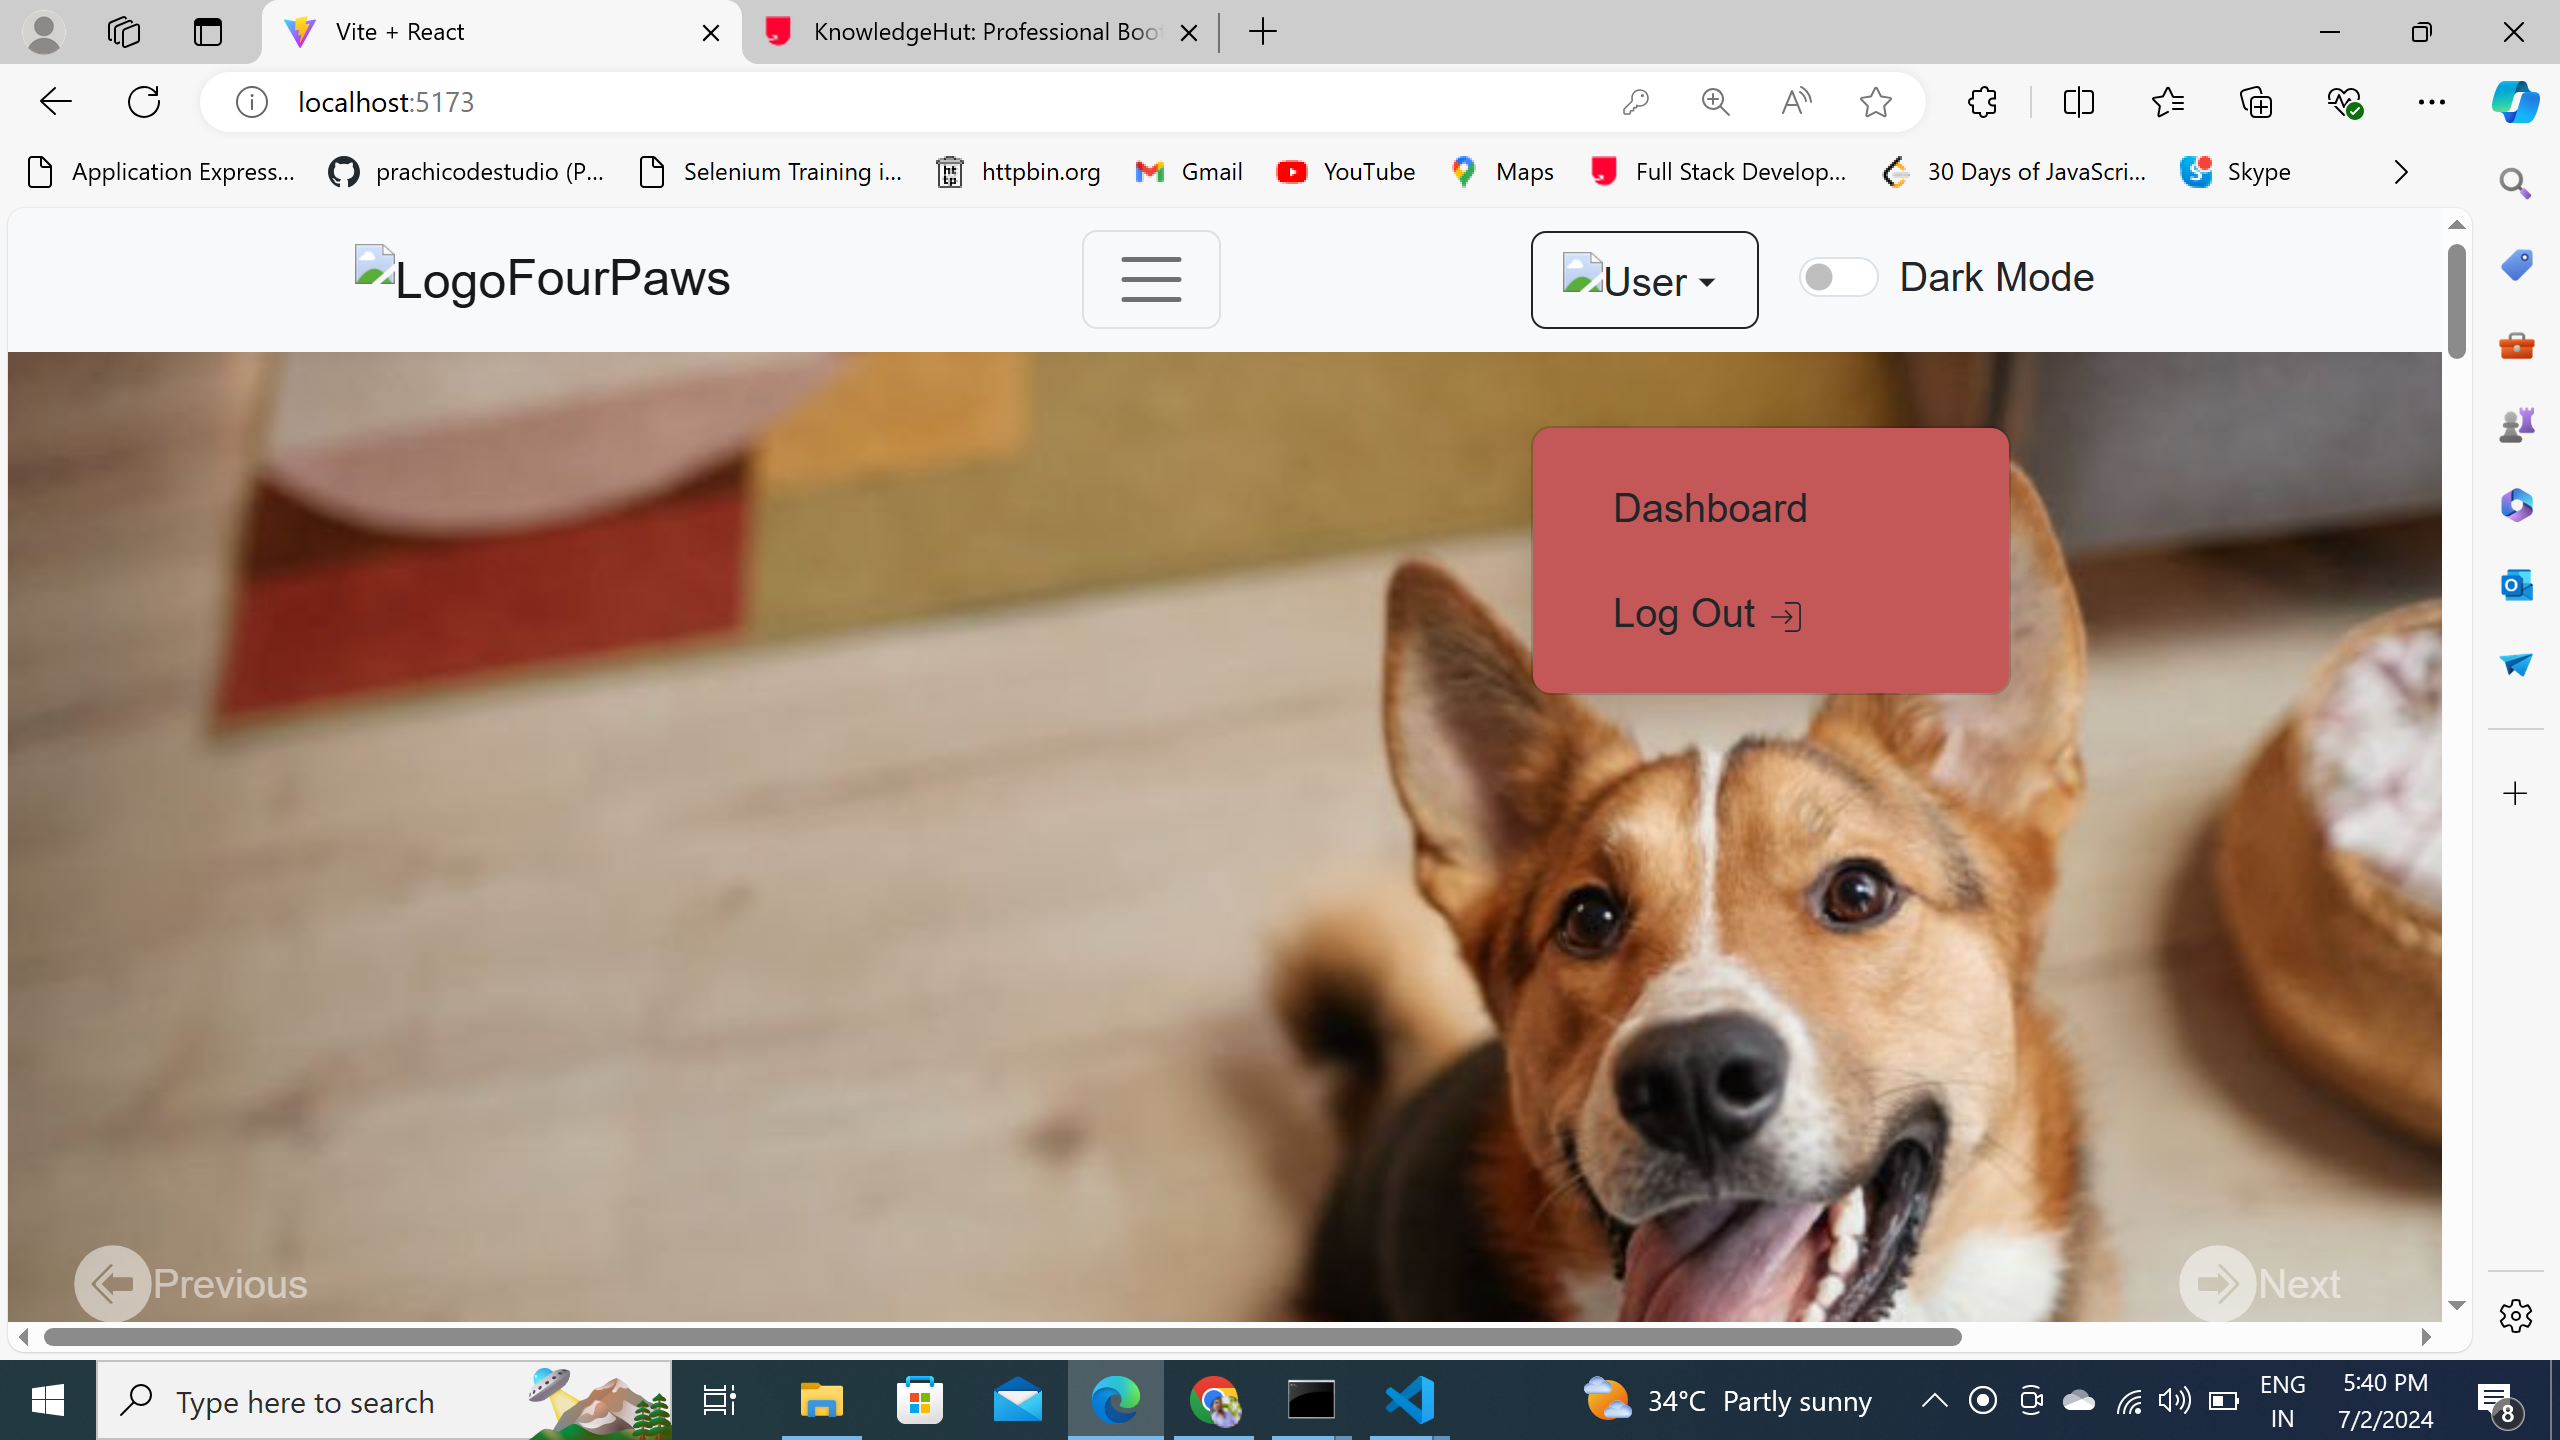 Vite + React
KnowledgeHut: Professional Boo
localhost:5173
Application Express...
prachicodestudio (P...
Selenium Training i...
httpbin.org
Gmail
YouTube
Maps
Full Stack Develop...
30 Days of JavaScri...
Skype
LogoFourPaws
User
Dark Mode
Dashboard
Log Out
Previous
Next
Type here to search
34°C Partly sunny
ENG
IN
5:40 PM
7/2/2024
8